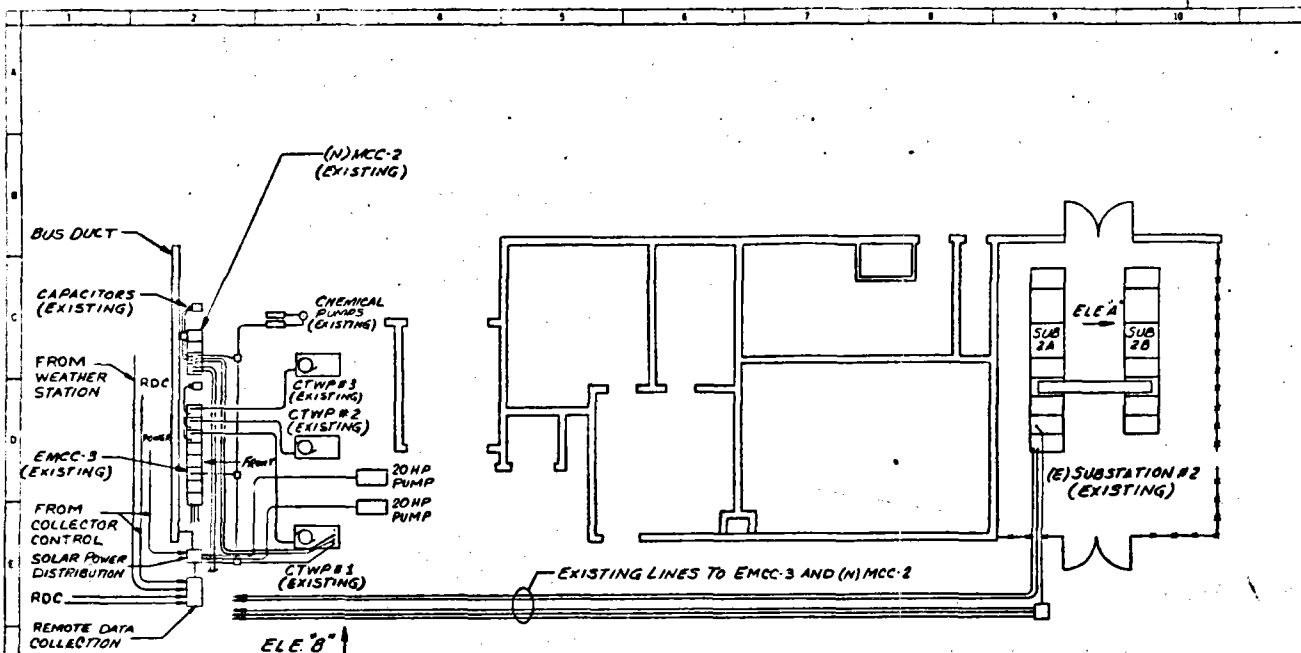 1 2 3 4 5 6 7 8 9 10
A
B
C
D
E
(N) MCC-2
(EXISTING)
BUS DUCT
CAPACITORS
(EXISTING)
CHEMICAL
PUMPS
(EXISTING)
FROM
WEATHER
STATION
RDC
CTWP #3
(EXISTING)
CTWP #2
(EXISTING)
POWER
EMCC-3
(EXISTING)
FRONT
20 HP
PUMP
20 HP
PUMP
FROM
COLLECTOR
CONTROL
SOLAR POWER
DISTRIBUTION
CTWP #1
(EXISTING)
RDC
REMOTE DATA
COLLECTION
ELE. "B"
EXISTING LINES TO EMCC-3 AND (N) MCC-2
ELE "A"
SUB
2A
SUB
2B
(E) SUBSTATION #2
(EXISTING)